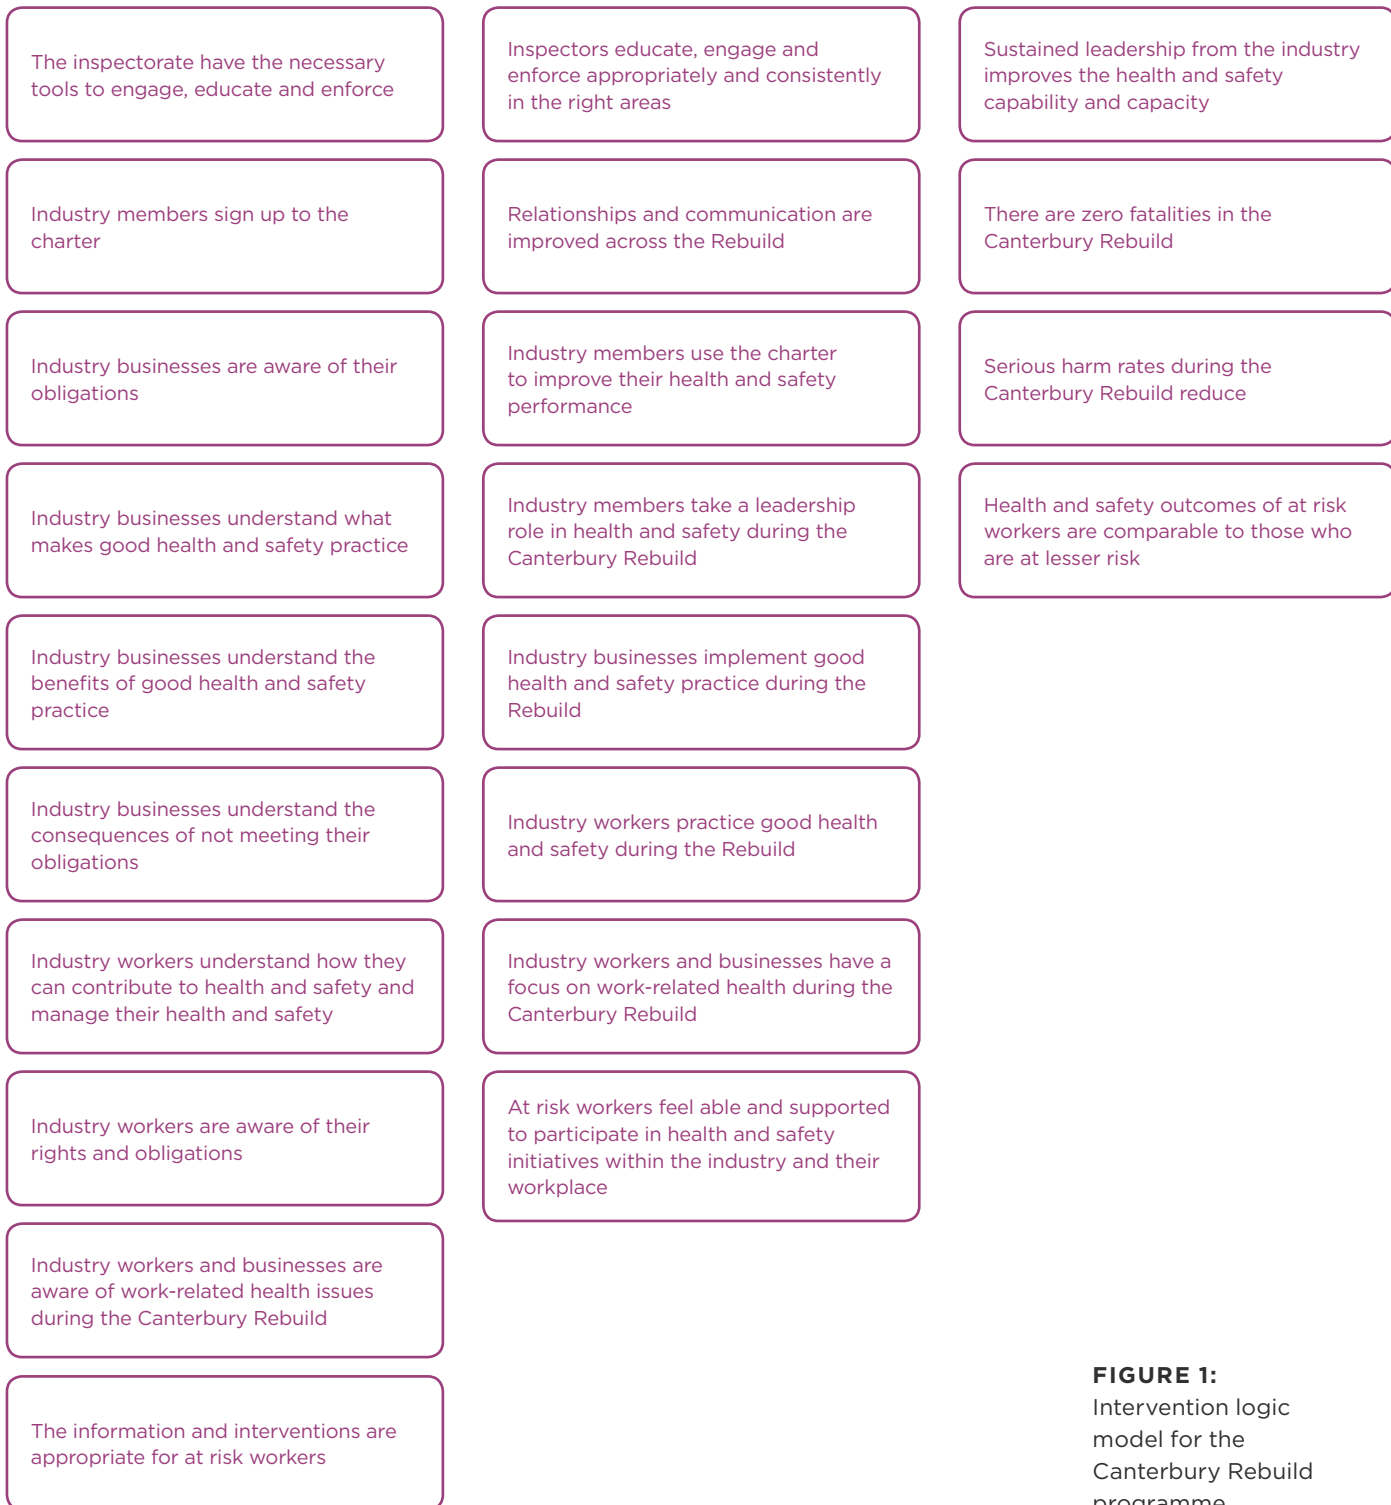 The inspectorate have the necessary
tools to engage, educate and enforce
Industry members sign up to the
charter
Industry businesses are aware of their
obligations
Industry businesses understand what
makes good health and safety practice
Industry businesses understand the
benefits of good health and safety
practice
Industry businesses understand the
consequences of not meeting their
obligations
Industry workers understand how they
can contribute to health and safety and
manage their health and safety
Industry workers are aware of their
rights and obligations
Industry workers and businesses are
aware of work-related health issues
during the Canterbury Rebuild
The information and interventions are
appropriate for at risk workers
Inspectors educate, engage and
enforce appropriately and consistently
in the right areas
Relationships and communication are
improved across the Rebuild
Industry members use the charter
to improve their health and safety
performance
Industry members take a leadership
role in health and safety during the
Canterbury Rebuild
Industry businesses implement good
health and safety practice during the
Rebuild
Industry workers practice good health
and safety during the Rebuild
Industry workers and businesses have a
focus on work-related health during the
Canterbury Rebuild
At risk workers feel able and supported
to participate in health and safety
initiatives within the industry and their
workplace
Sustained leadership from the industry
improves the health and safety
capability and capacity
There are zero fatalities in the
Canterbury Rebuild
Serious harm rates during the
Canterbury Rebuild reduce
Health and safety outcomes of at risk
workers are comparable to those who
are at lesser risk
FIGURE 1:
Intervention logic
model for the
Canterbury Rebuild
programme